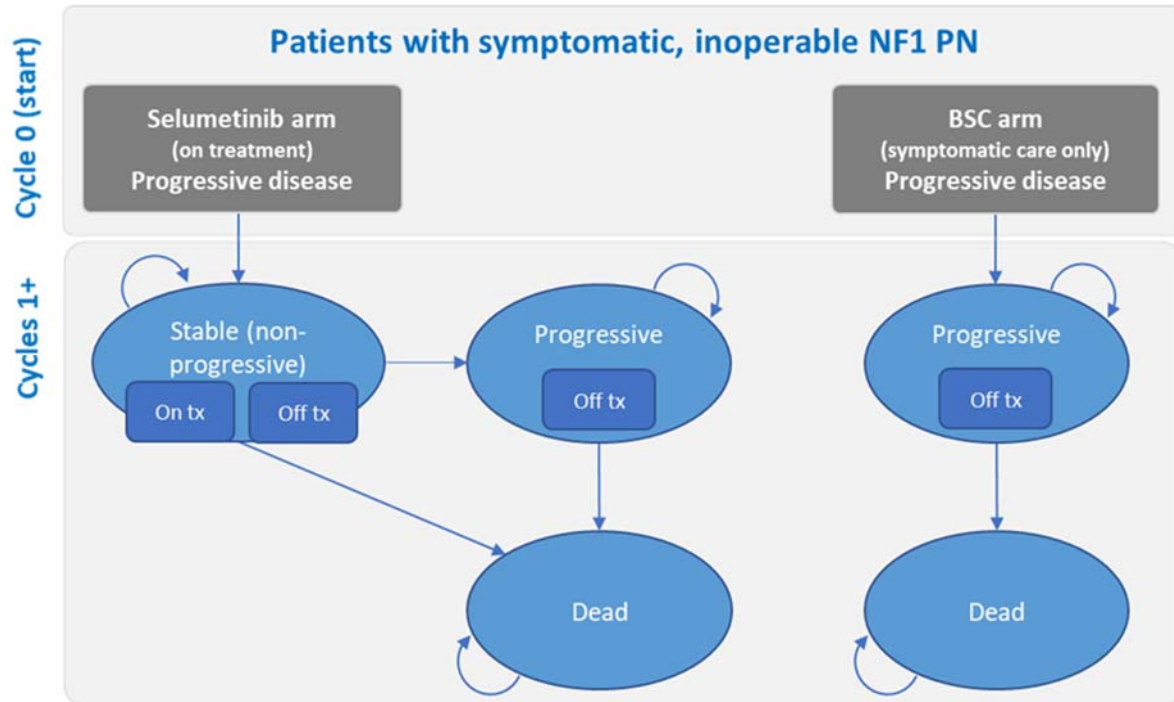 Patients with symptomatic, inoperable NF1 PN
Cycle 0 (start)
Selumetinib arm
(on treatment)
Progressive disease
BSC arm
(symptomatic care only)
Progressive disease
Cycles 1+
Stable (non-
progressive)
On tx
Off tx
Progressive
Off tx
Progressive
Off tx
Dead
Dead